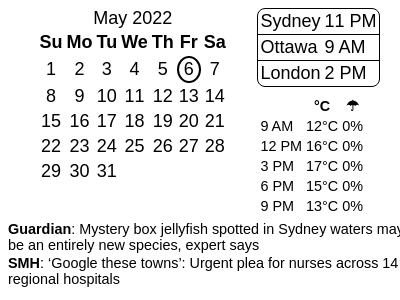 May 2022
Su Mo Tu We Th Fr Sa
1 2 3 4 5 6 7
8 9 10 11 12 13 14
15 16 17 18 19 20 21
22 23 24 25 26 27 28
29 30 31
Sydney 11 PM
Ottawa 9 AM
London 2 PM
°C ☂
9 AM 12°C 0%
12 PM 16°C 0%
3 PM 17°C 0%
6 PM 15°C 0%
9 PM 13°C 0%
Guardian: Mystery box jellyfish spotted in Sydney waters may
be an entirely new species, expert says
SMH: ‘Google these towns’: Urgent plea for nurses across 14
regional hospitals